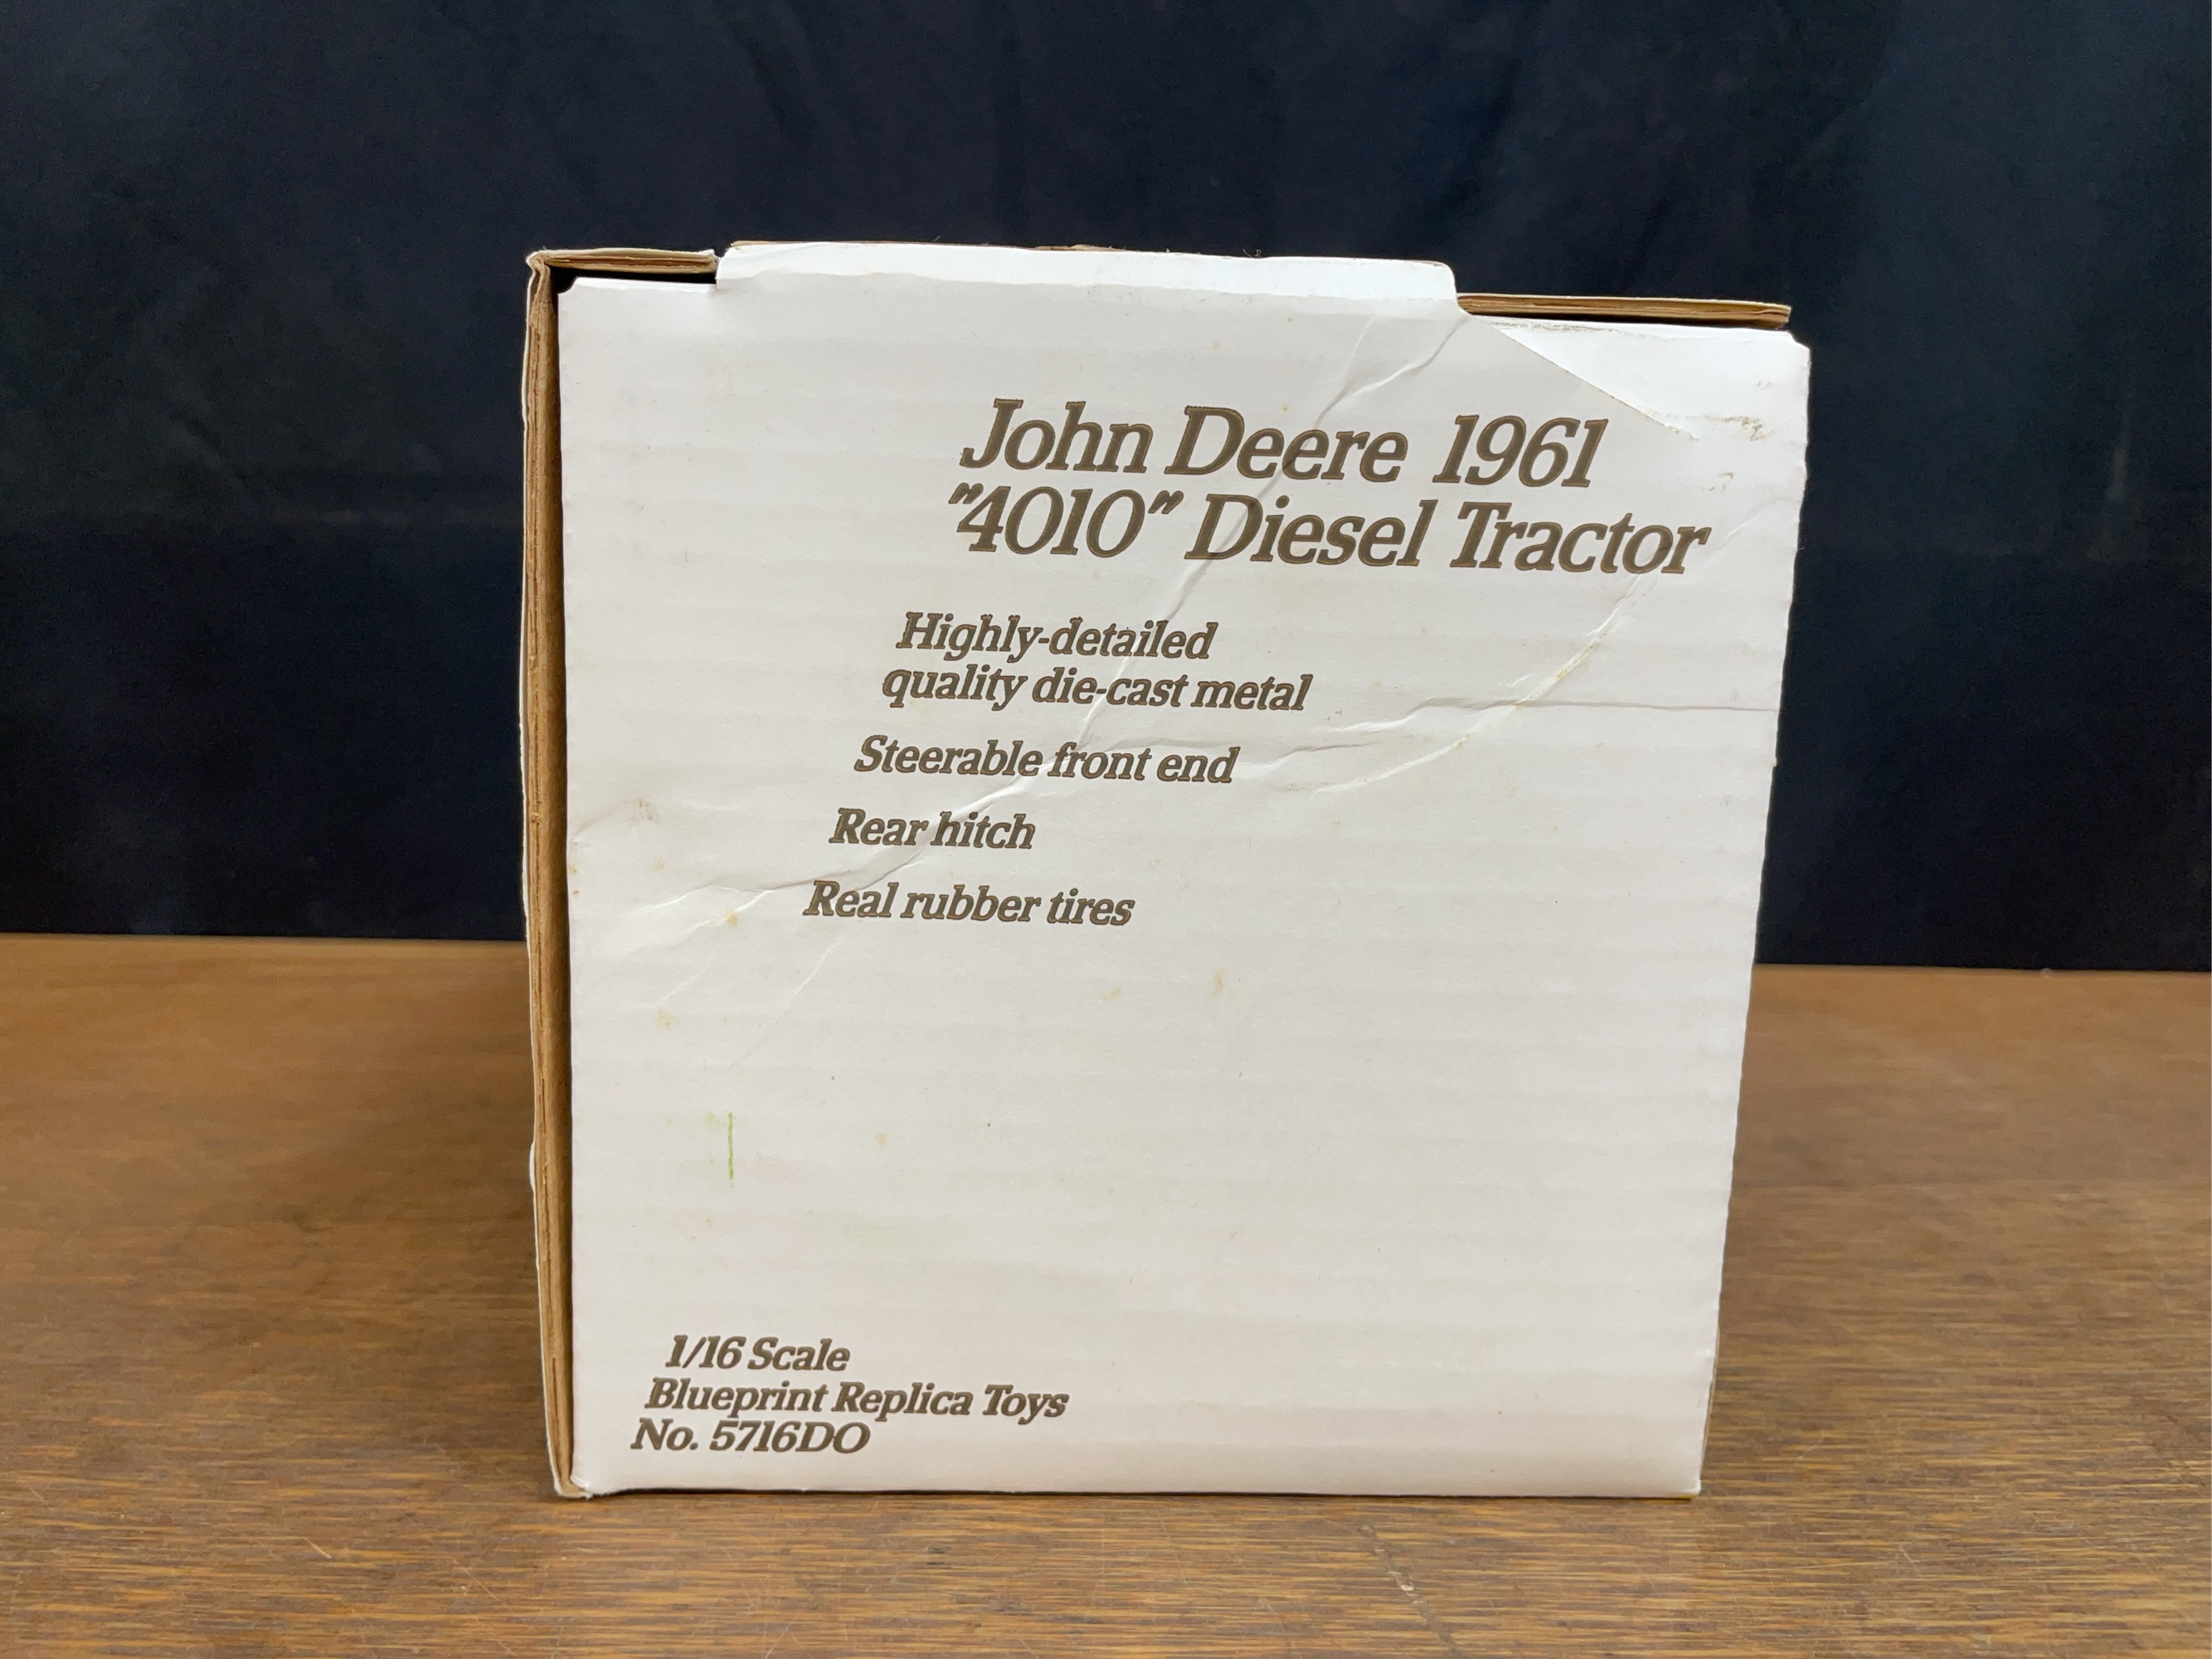 John Deere 1961
"4010" Diesel Tractor
Highly-detailed
quality die-cast metal
Steerable front end
Rear hitch
Real rubber tires
1/16 Scale
Blueprint Replica Toys
No. 5716DO